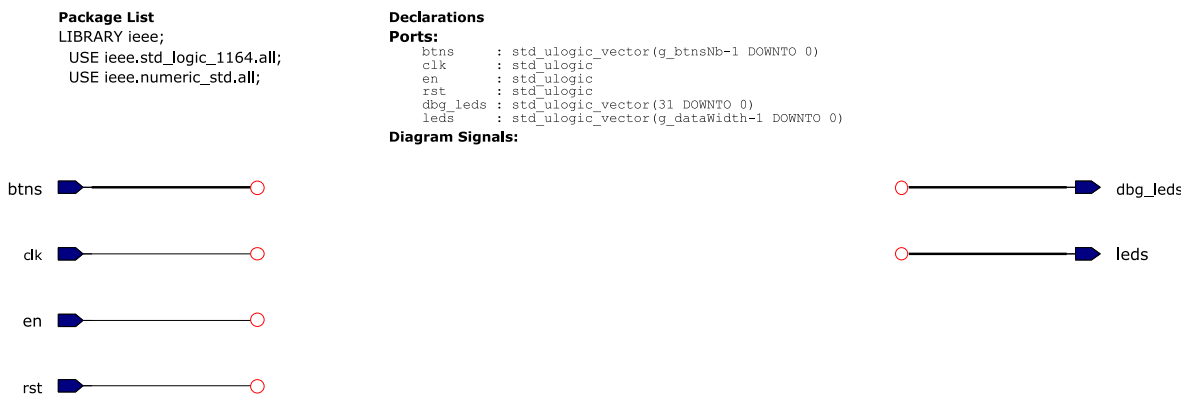 Package List
LIBRARY ieee;
USE ieee.std_logic_1164.all;
USE ieee.numeric_std.all;
Declarations
Ports:
btns : std_ulogic_vector(g_btnsNb-1 DOWNTO 0)
clk : std_ulogic
en : std_ulogic
rst : std_ulogic
dbg_leds : std_ulogic_vector(31 DOWNTO 0)
leds : std_ulogic_vector(g_dataWidth-1 DOWNTO 0)
Diagram Signals:
btns
dbg_leds
clk
leds
en
rst